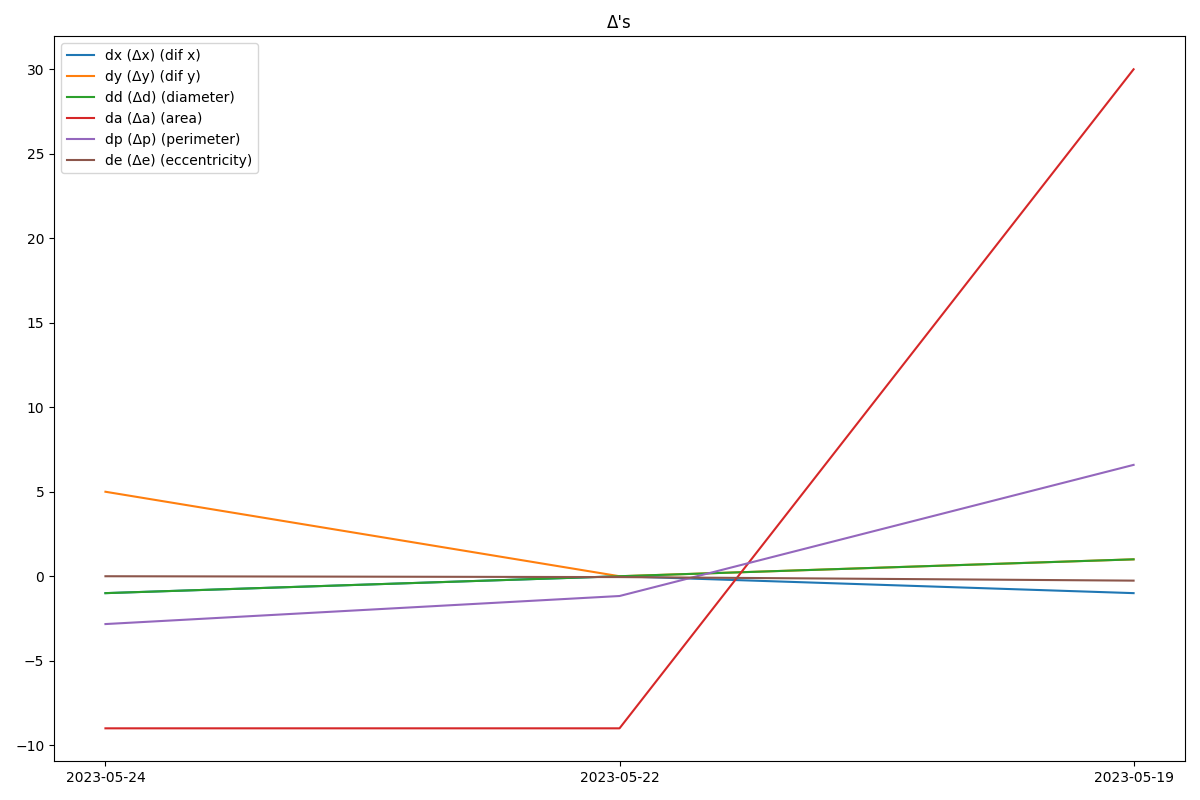 Δ's
dx (Δx) (dif x)
dy (Δy) (dif y)
dd (Δd) (diameter)
da (Δa) (area)
dp (Δp) (perimeter)
de (Δe) (eccentricity)
30
25
20
15
10
5
0
−5
−10
2023-05-24 2023-05-22 2023-05-19